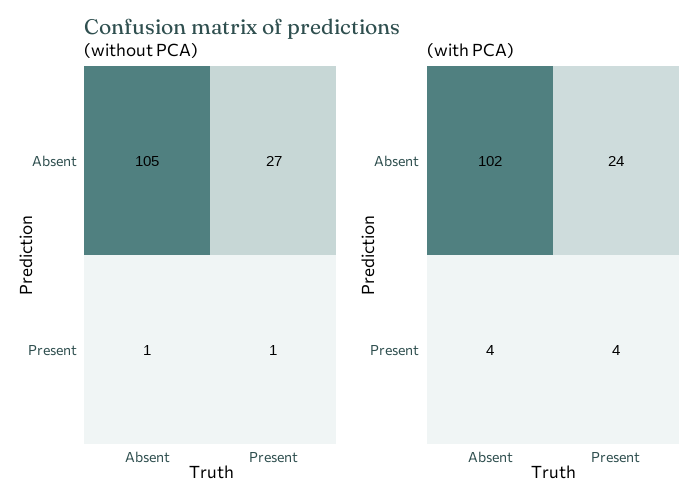 Confusion matrix of predictions
(without PCA)
Absent
105
27
Present
1
1
Prediction
Absent
Present
Truth
(with PCA)
Absent
102
24
Present
4
4
Prediction
Absent
Present
Truth